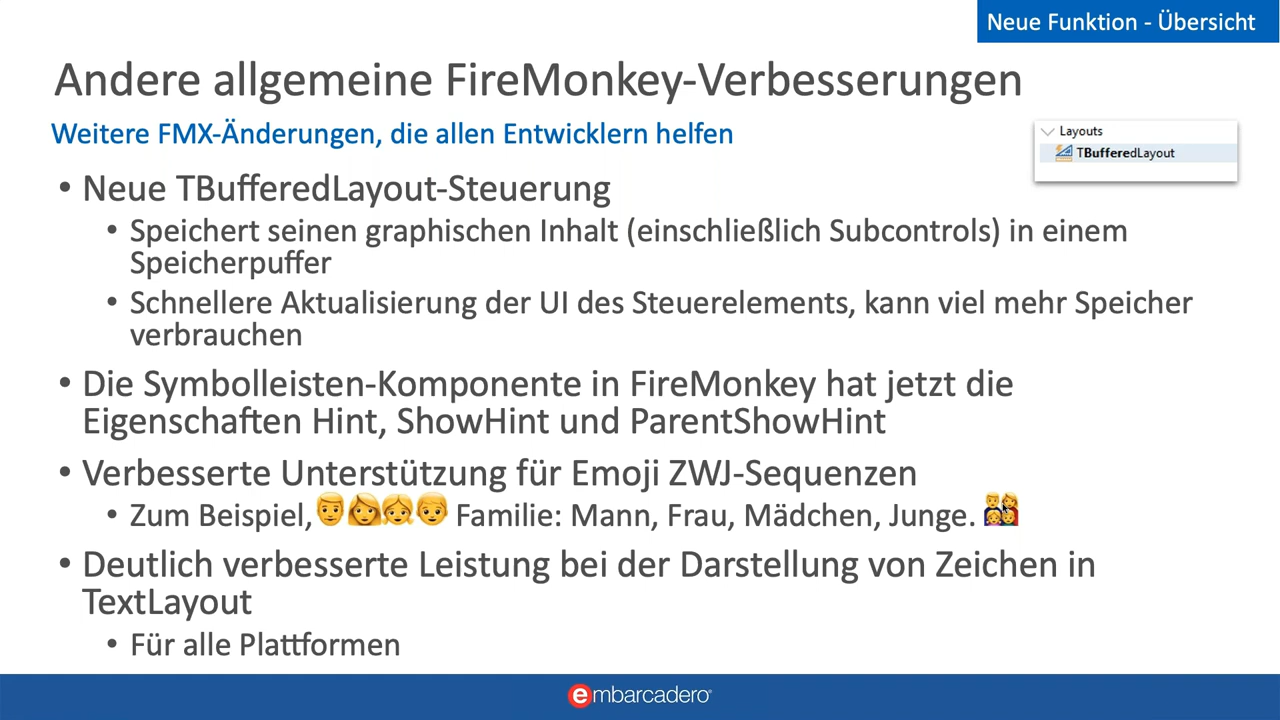 Neue Funktion - Übersicht
Andere allgemeine FireMonkey-Verbesserungen
Weitere FMX-Änderungen, die allen Entwicklern helfen
Layouts
TBufferedLayout
• Neue TBufferedLayout-Steuerung
• Speichert seinen graphischen Inhalt (einschließlich Subcontrols) in einem
Speicherpuffer
• Schnellere Aktualisierung der UI des Steuerelements, kann viel mehr Speicher
verbrauchen
• Die Symbolleisten-Komponente in FireMonkey hat jetzt die
Eigenschaften Hint, ShowHint und ParentShowHint
• Verbesserte Unterstützung für Emoji ZWJ-Sequenzen
• Zum Beispiel,👨👩👧👦 Familie: Mann, Frau, Mädchen, Junge. 👨‍👩‍👧‍👦
• Deutlich verbesserte Leistung bei der Darstellung von Zeichen in
TextLayout
• Für alle Plattformen
embarcadero